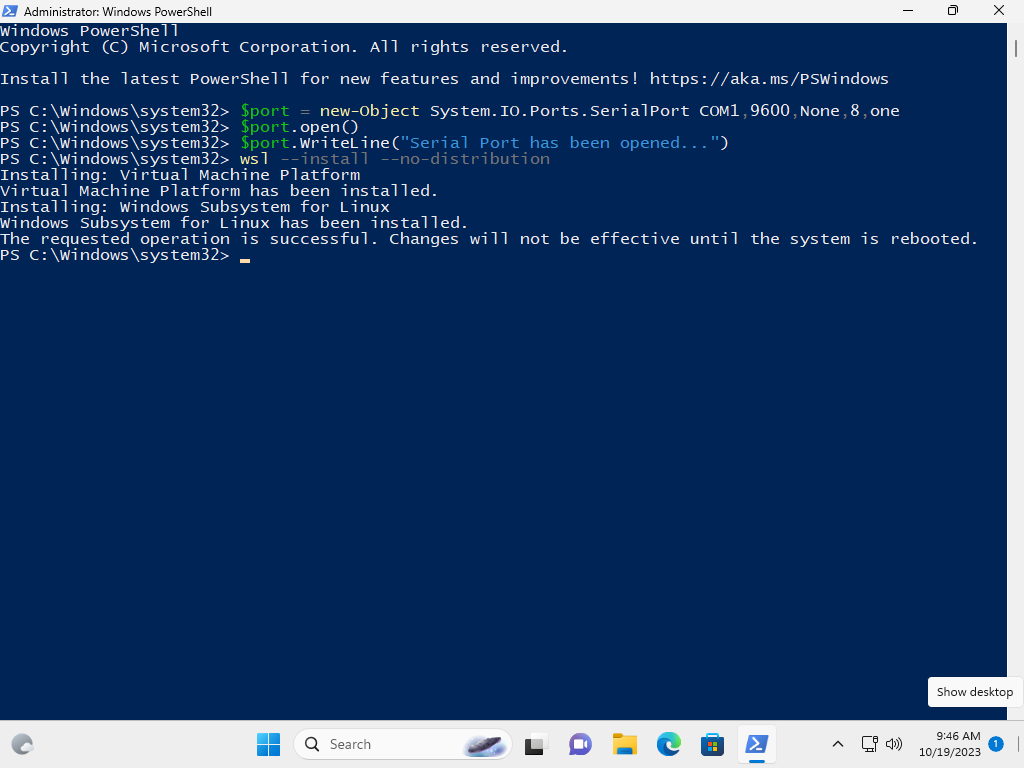 Administrator: Windows PowerShell
Windows PowerShell
Copyright (C) Microsoft Corporation. All rights reserved.
Install the latest PowerShell for new features and improvements! https://aka.ms/PSWindows
PS C:\Windows\system32> $port = new-Object System.IO.Ports.SerialPort COM1,9600,None,8,one
PS C:\Windows\system32> $port.open()
PS C:\Windows\system32> $port.WriteLine("Serial Port has been opened...")
PS C:\Windows\system32> wsl --install --no-distribution
Installing: Virtual Machine Platform
Virtual Machine Platform has been installed.
Installing: Windows Subsystem for Linux
Windows Subsystem for Linux has been installed.
The requested operation is successful. Changes will not be effective until the system is rebooted.
PS C:\Windows\system32>
Show desktop
Search
9:46 AM
10/19/2023
1